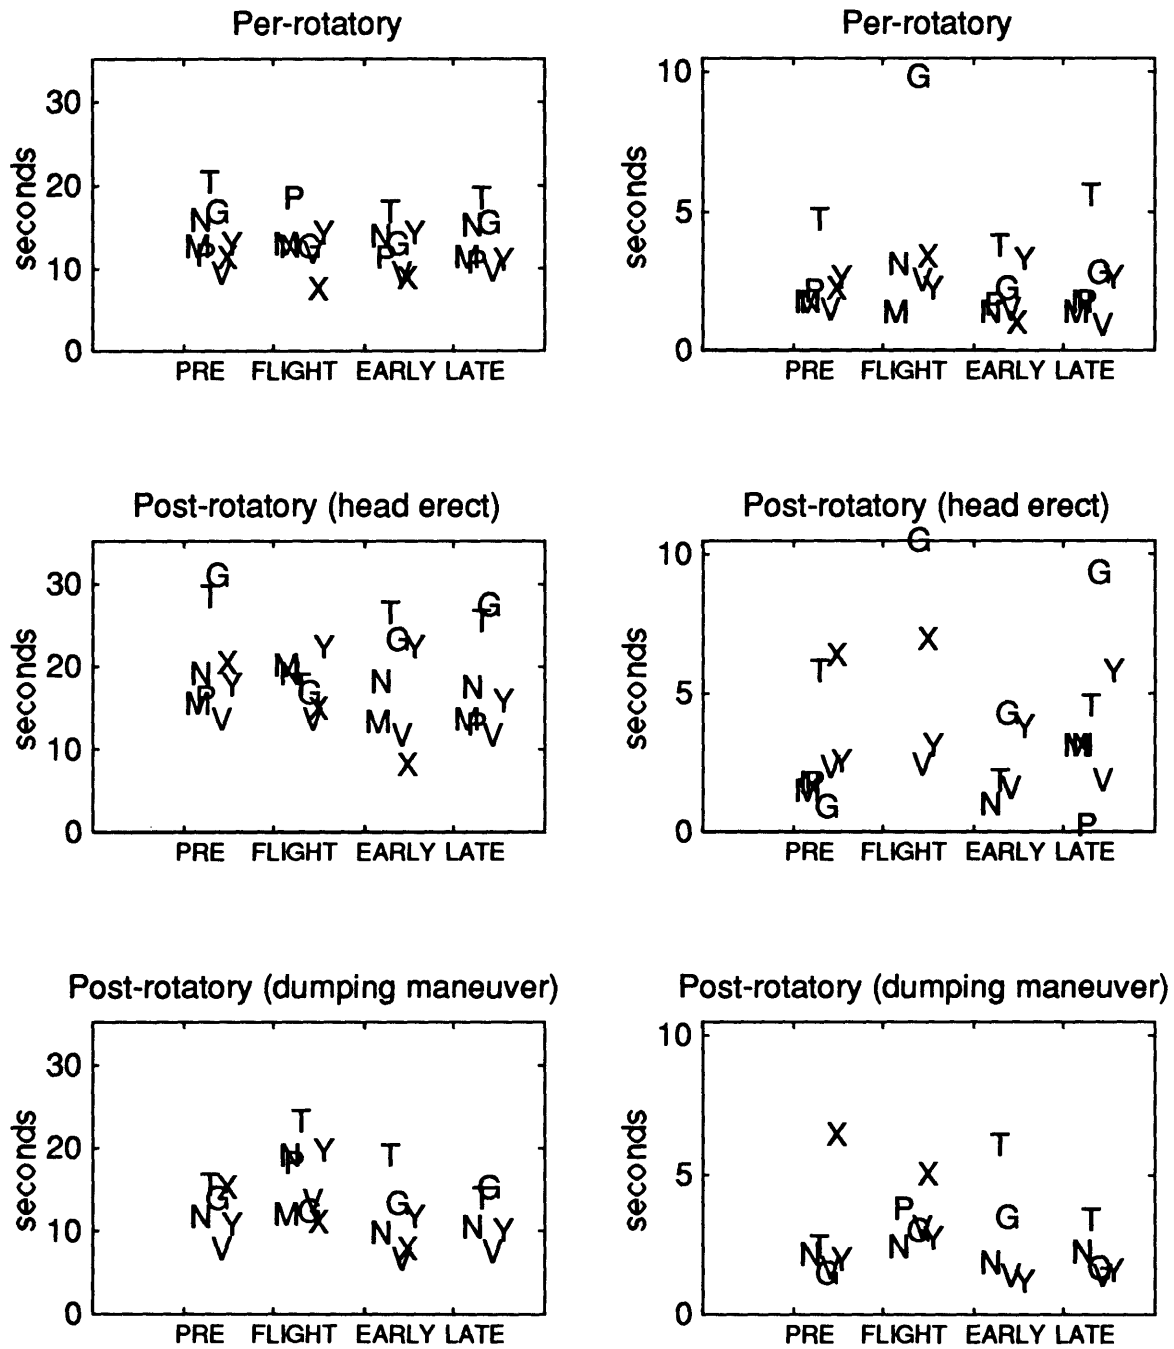 Per-rotatory
30
20
10
0
seconds
T
P
T
T
N G
Y
N G Y
N G
M P X Y
M X G T
P V X
M P T Y
V
X
V
PRE FLIGHT EARLY LATE
Per-rotatory
10
5
0
seconds
G
T
T
T
N X
Y
G Y
M N P X Y
V Y
G
P
V
M P
V
M
N X
M
V
PRE FLIGHT EARLY LATE
Post-rotatory (head erect)
30
20
10
0
seconds
G
T
T
T G
N X
Y
G Y
M P Y
M N T
N
N Y
V
G
V X
M V
M P V
X
PRE FLIGHT EARLY LATE
Post-rotatory (head erect)
10
5
0
seconds
G
G
T X
X
Y
G Y
T
V Y
Y
M N
N M P
V
T V
V
G
N
P
PRE FLIGHT EARLY LATE
Post-rotatory (dumping maneuver)
30
20
10
0
seconds
T
N P
Y
T
T X
G
V
G Y
T G
N Y
M G X
N
N Y
V
V X
V
PRE FLIGHT EARLY LATE
Post-rotatory (dumping maneuver)
10
5
0
seconds
X
T
X
P
G
T
N T Y
N G V Y
N
N
V G
V Y
G V Y
PRE FLIGHT EARLY LATE